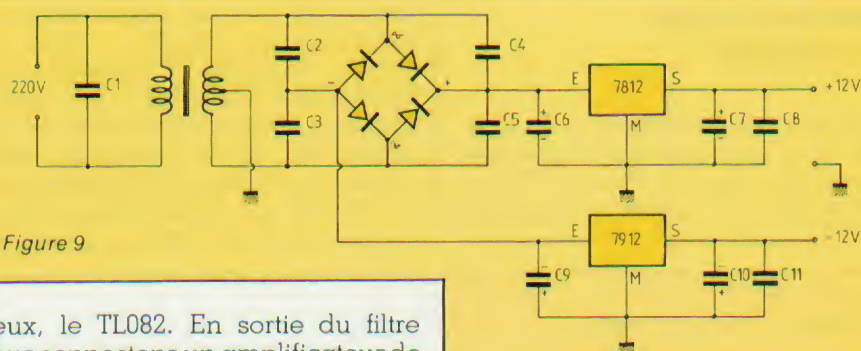 C2
C4
220V
C1
C3
~
~
-
+
C5
+
-
C6
E
7812
S
M
+
-
C7
C8
+12V
E
7912
S
M
-
+
C9
-
+
C10
C11
-12V
Figure 9
eux, le TL082. En sortie du filtre